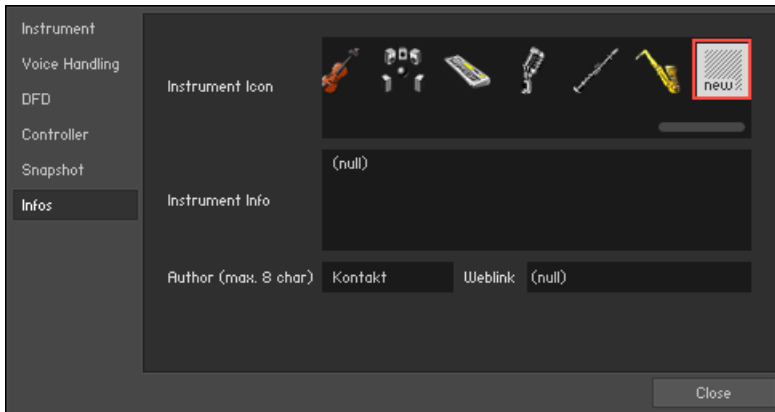 Instrument
Voice Handling
DFD
Controller
Snapshot
Infos
Instrument Icon
new
Instrument Info
(null)
Author (max. 8 char)
Kontakt
Weblink
(null)
Close